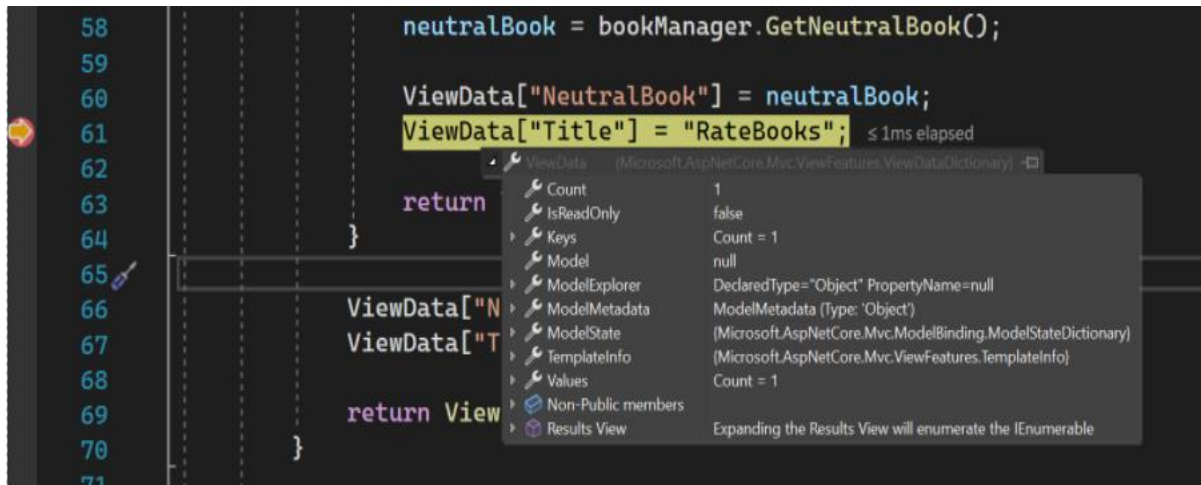 58 neutralBook = bookManager.GetNeutralBook();
59
60 ViewData["NeutralBook"] = neutralBook;
61 ViewData["Title"] = "RateBooks"; ≤ 1ms elapsed
62 ViewData (Microsoft.AspNetCore.Mvc.ViewFeatures.ViewDataDictionary)
Count 1
63 return
IsReadOnly false
64 } Keys Count = 1
Model null
65 ModelExplorer DeclaredType="Object" PropertyName=null
66 ViewData["N ModelMetadata ModelMetadata (Type: 'Object')
67 ViewData["T ModelState {Microsoft.AspNetCore.Mvc.ModelBinding.ModelStateDictionary}
TemplateInfo {Microsoft.AspNetCore.Mvc.ViewFeatures.TemplateInfo}
68 Values Count = 1
69 return View Non-Public members
Results View Expanding the Results View will enumerate the IEnumerable
70 }
71